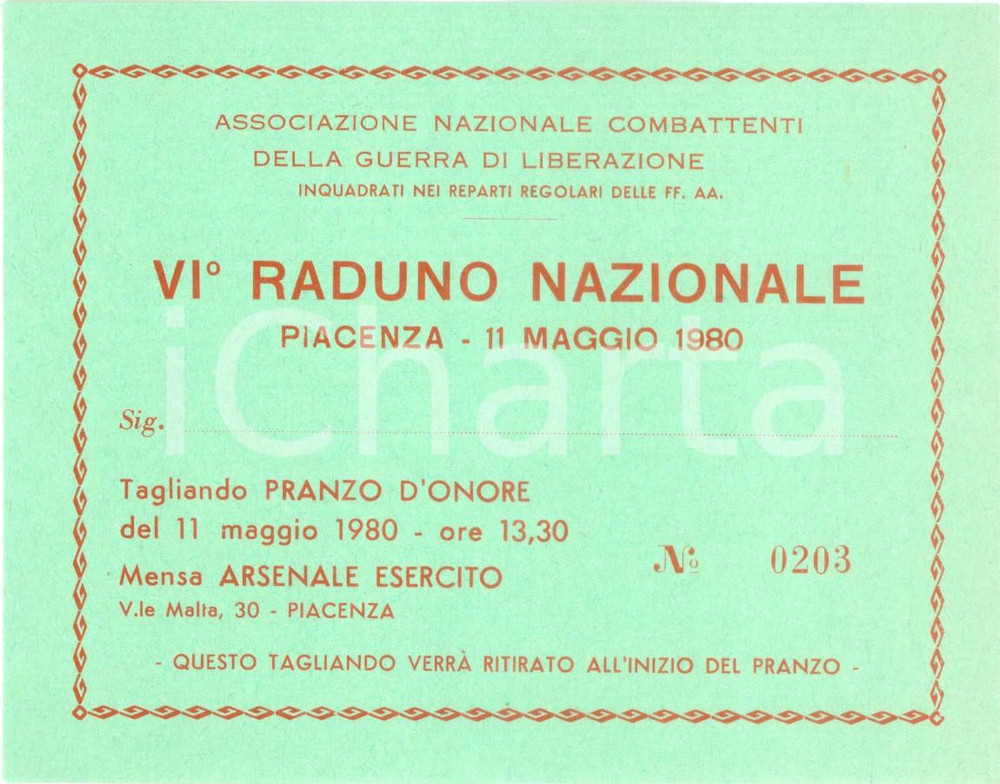 ASSOCIAZIONE NAZIONALE COMBATTENTI
DELLA GUERRA DI LIBERAZIONE
INQUADRATI NEI REPARTI REGOLARI DELLE FF. AA.
VI° RADUNO NAZIONALE
PIACENZA - 11 MAGGIO 1980
iCharta
Sig.
Tagliando PRANZO D'ONORE
del 11 maggio 1980 - ore 13,30
Nº 0203
Mensa ARSENALE ESERCITO
V.le Malta, 30 - PIACENZA
- QUESTO TAGLIANDO VERRÀ RITIRATO ALL'INIZIO DEL PRANZO -